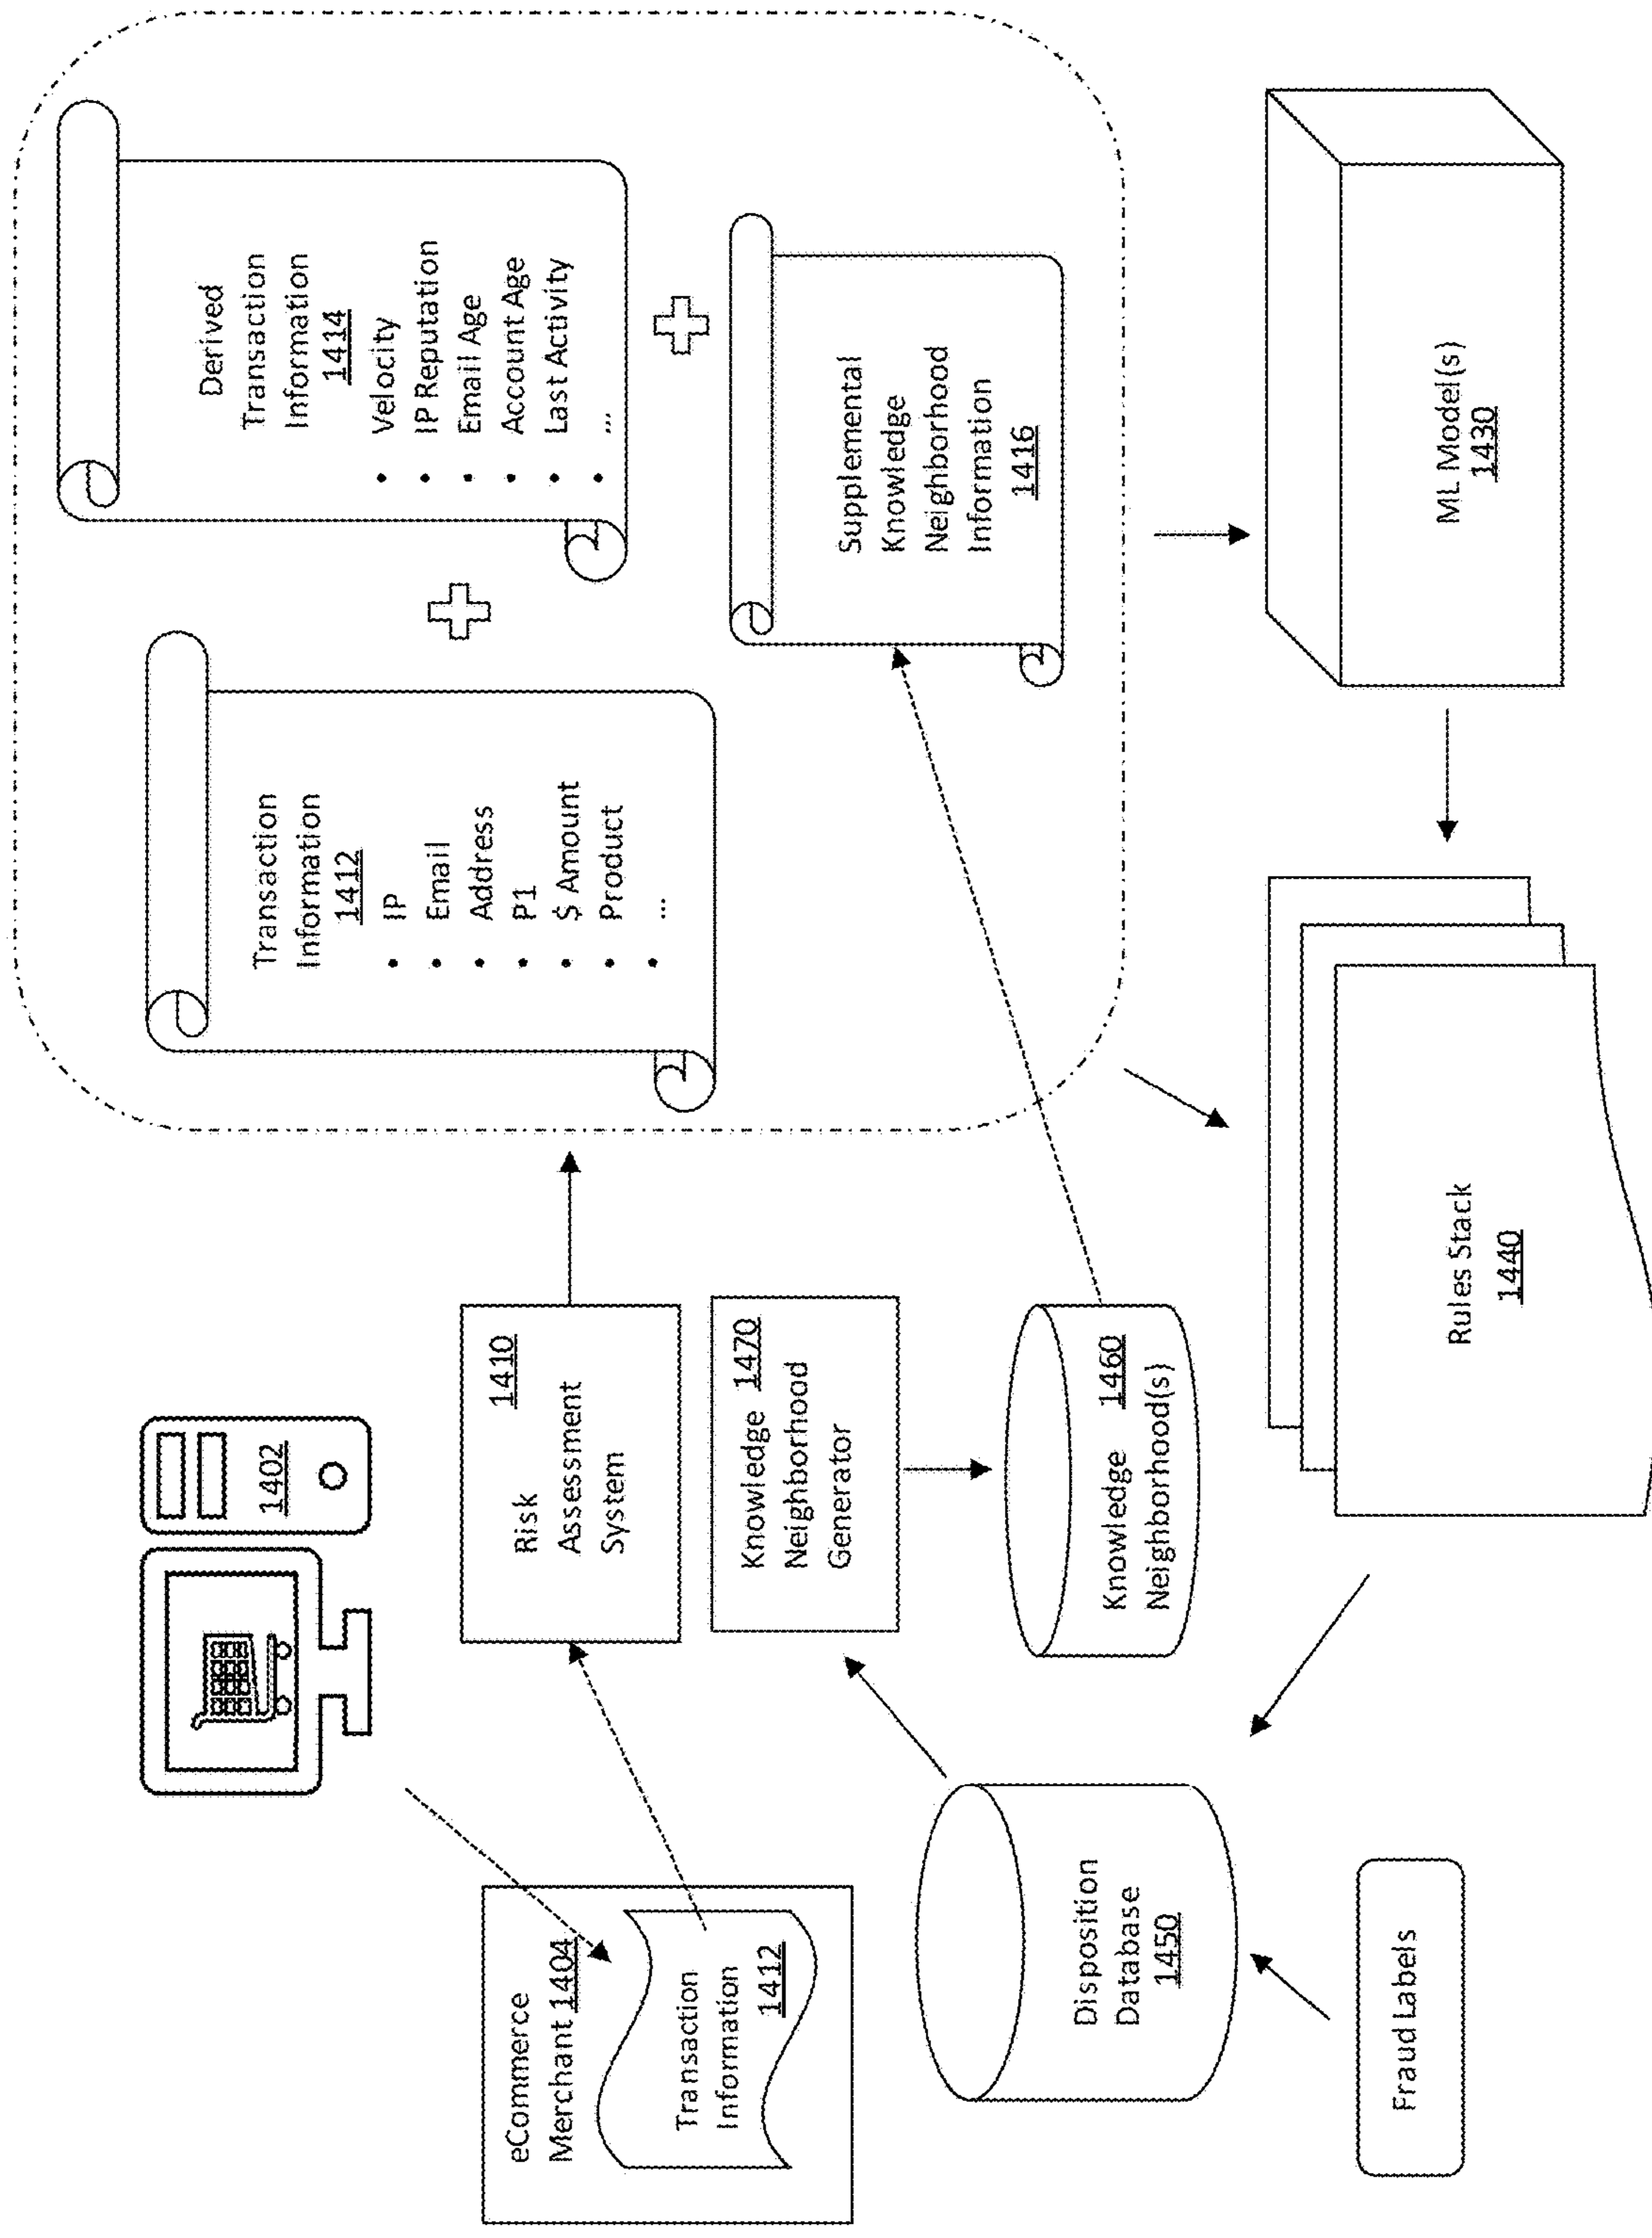 1402
eCommerce
Merchant 1404
Transaction
Information
1412
1410
Risk
Assessment
System
Knowledge 1470
Neighborhood
Generator
Knowledge 1460
Neighborhood(s)
Disposition
Database
1450
Fraud Labels
Transaction
Information
1412
• IP
• Email
• Address
• P1
• $ Amount
• Product
• ...
Derived
Transaction
Information
1414
• Velocity
• IP Reputation
• Email Age
• Account Age
• Last Activity
• ...
Supplemental
Knowledge
Neighborhood
Information
1416
Rules Stack
1440
ML Model(s)
1430